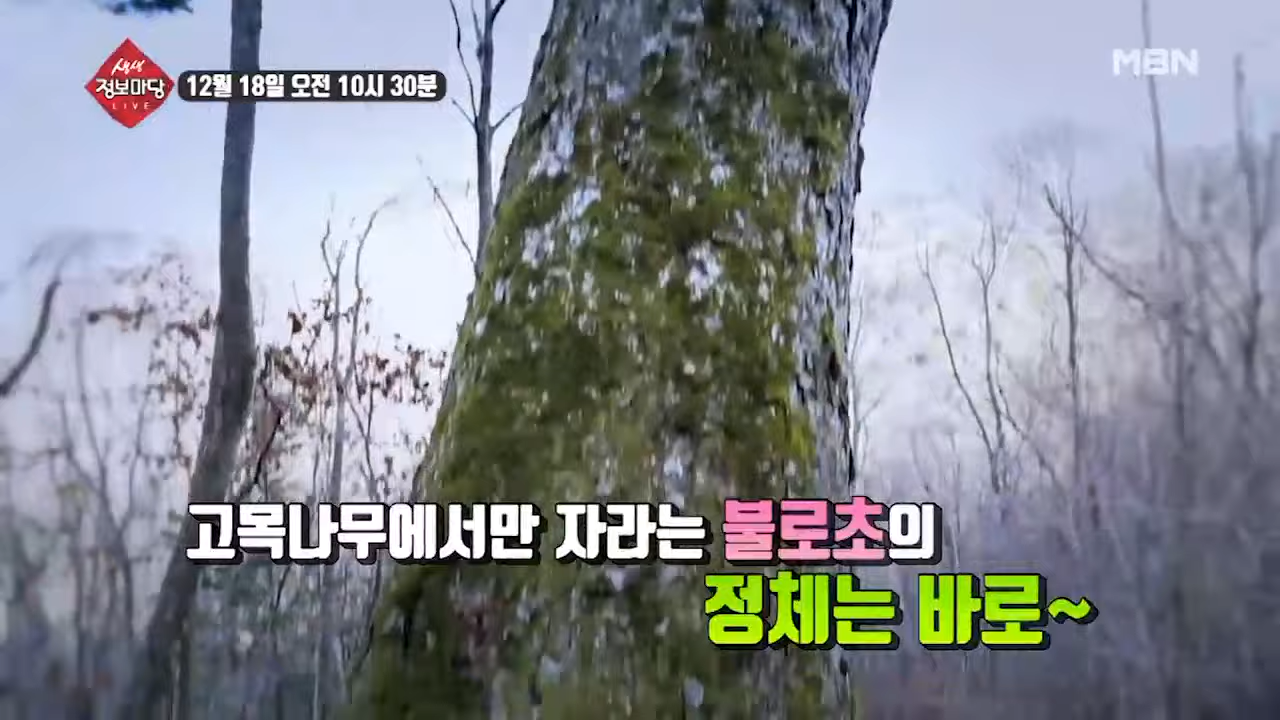 생생
정보마당
LIVE
12월 18일 오전 10시 30분
MBN
고목나무에서만 자라는 불로초의
정체는 바로~